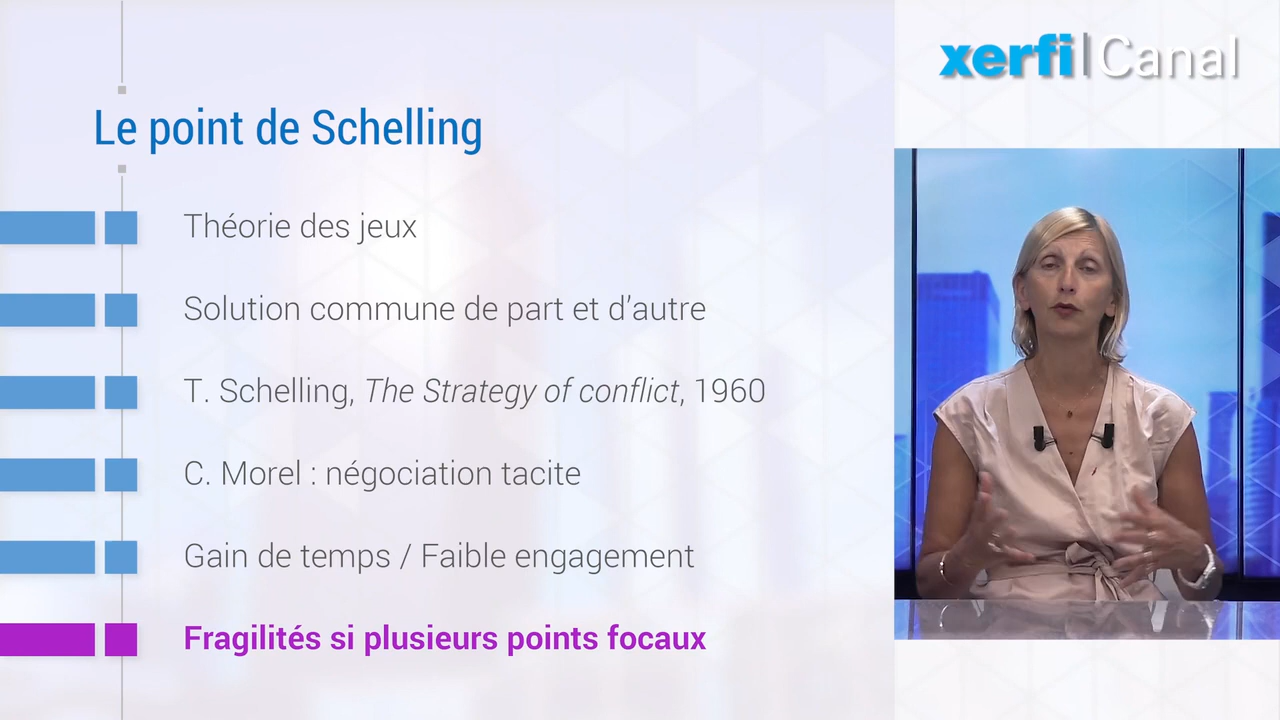 xerfi|Canal
Le point de Schelling
Théorie des jeux
Solution commune de part et d’autre
T. Schelling, The Strategy of conflict, 1960
C. Morel : négociation tacite
Gain de temps / Faible engagement
Fragilités si plusieurs points focaux